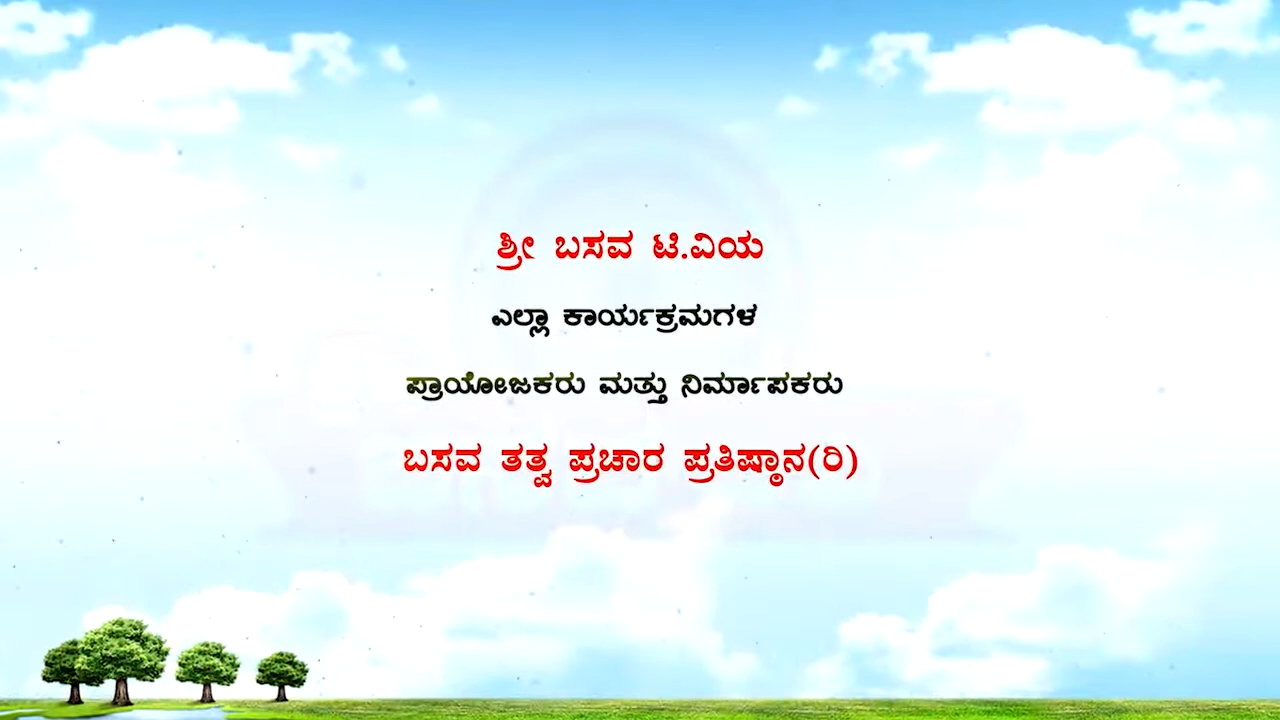 ಶ್ರೀ ಬಸವ ಟಿ.ವಿಯ
ಎಲ್ಲಾ ಕಾರ್ಯಕ್ರಮಗಳ
ಪ್ರಾಯೋಜಕರು ಮತ್ತು ನಿರ್ಮಾಪಕರು
ಬಸವ ತತ್ವ ಪ್ರಚಾರ ಪ್ರತಿಷ್ಠಾನ(ರಿ)